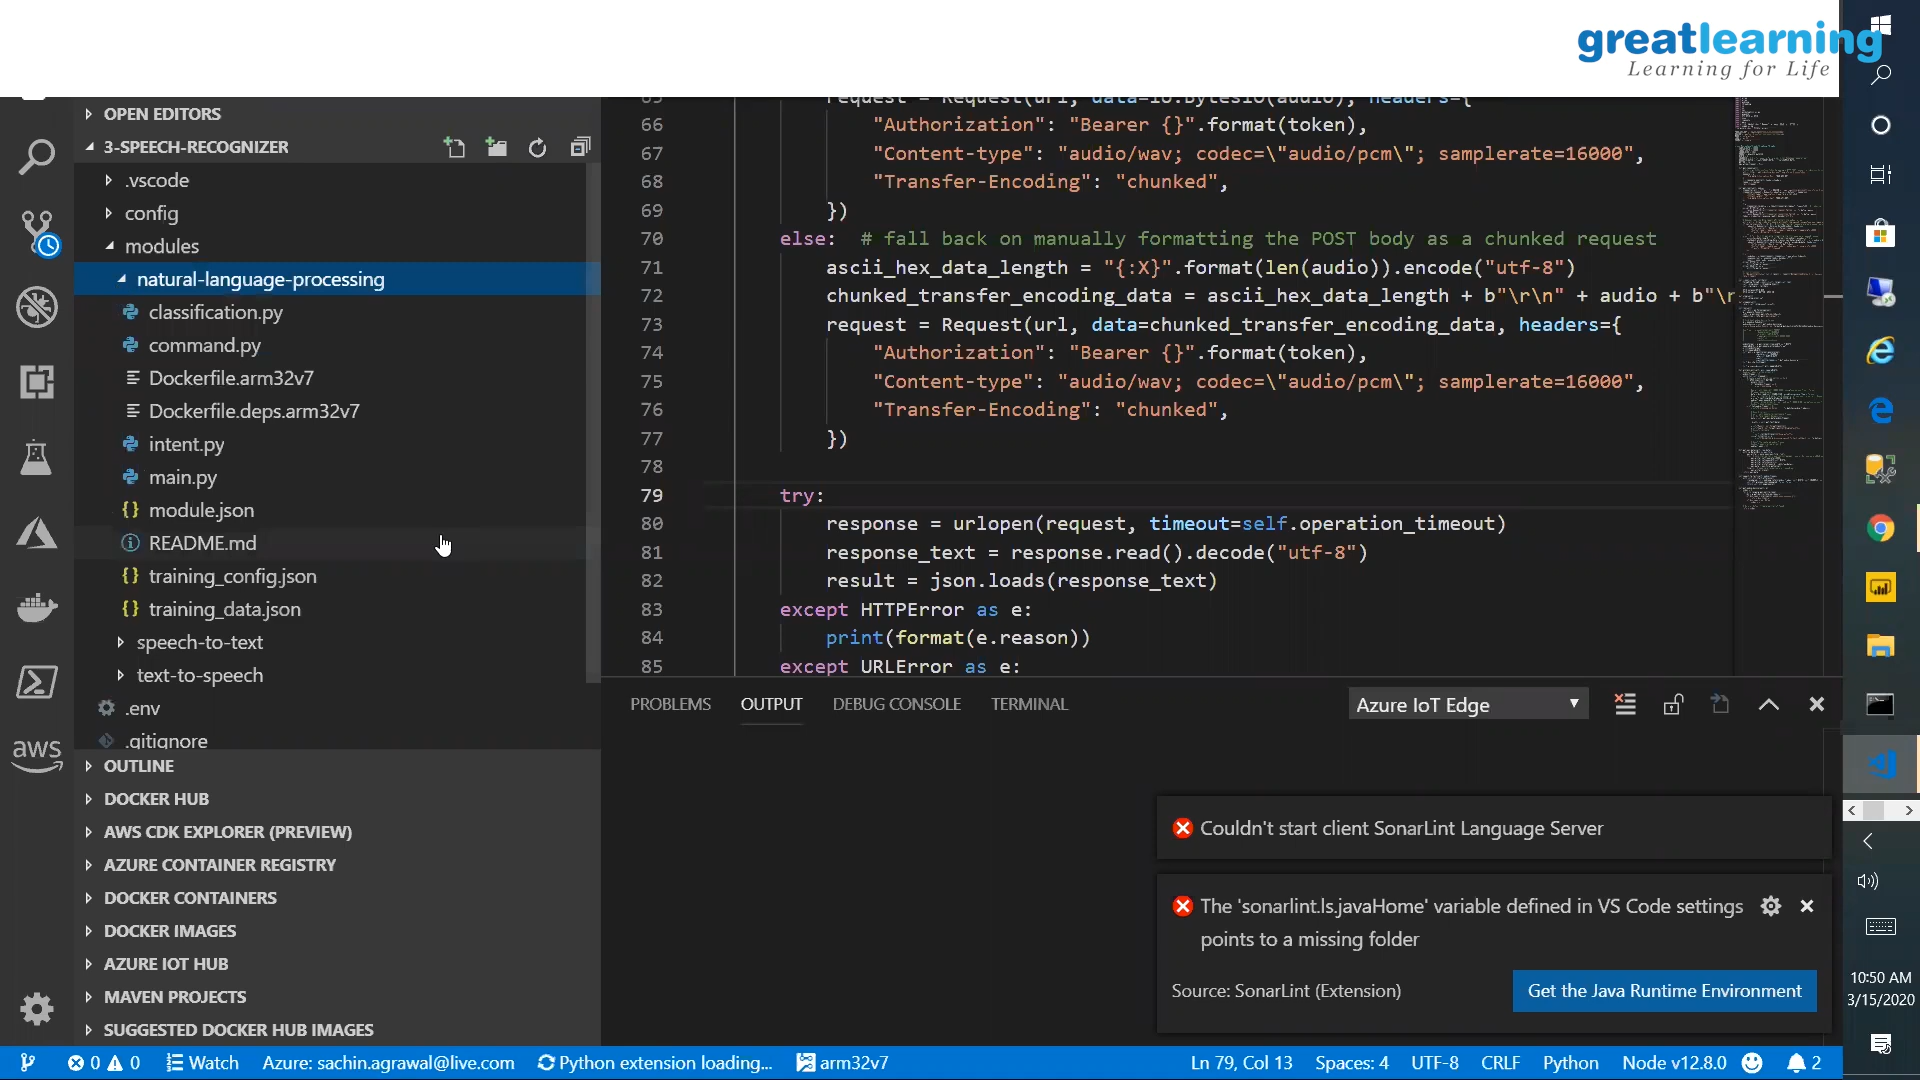 greatlearning
Learning for Life
OPEN EDITORS
3-SPEECH-RECOGNIZER
.vscode
config
modules
natural-language-processing
classification.py
command.py
Dockerfile.arm32v7
Dockerfile.deps.arm32v7
intent.py
main.py
module.json
README.md
training_config.json
training_data.json
speech-to-text
text-to-speech
.env
.gitignore
OUTLINE
DOCKER HUB
AWS CDK EXPLORER (PREVIEW)
AZURE CONTAINER REGISTRY
DOCKER CONTAINERS
DOCKER IMAGES
AZURE IOT HUB
MAVEN PROJECTS
SUGGESTED DOCKER HUB IMAGES
aws
65 request = Request(url, data=io.BytesIO(audio), headers={
66 "Authorization": "Bearer {}".format(token),
67 "Content-type": "audio/wav; codec=\"audio/pcm\"; samplerate=16000",
68 "Transfer-Encoding": "chunked",
69 })
70 else: # fall back on manually formatting the POST body as a chunked request
71 ascii_hex_data_length = "{:X}".format(len(audio)).encode("utf-8")
72 chunked_transfer_encoding_data = ascii_hex_data_length + b"\r\n" + audio + b"\r
73 request = Request(url, data=chunked_transfer_encoding_data, headers={
74 "Authorization": "Bearer {}".format(token),
75 "Content-type": "audio/wav; codec=\"audio/pcm\"; samplerate=16000",
76 "Transfer-Encoding": "chunked",
77 })
78
79 try:
80 response = urlopen(request, timeout=self.operation_timeout)
81 response_text = response.read().decode("utf-8")
82 result = json.loads(response_text)
83 except HTTPError as e:
84 print(format(e.reason))
85 except URLError as e:
PROBLEMS OUTPUT DEBUG CONSOLE TERMINAL Azure IoT Edge
Couldn't start client SonarLint Language Server
The 'sonarlint.ls.javaHome' variable defined in VS Code settings
points to a missing folder
Source: SonarLint (Extension) Get the Java Runtime Environment
10:50 AM
3/15/2020
0 0 Watch Azure: sachin.agrawal@live.com Python extension loading... arm32v7 Ln 79, Col 13 Spaces: 4 UTF-8 CRLF Python Node v12.8.0 2